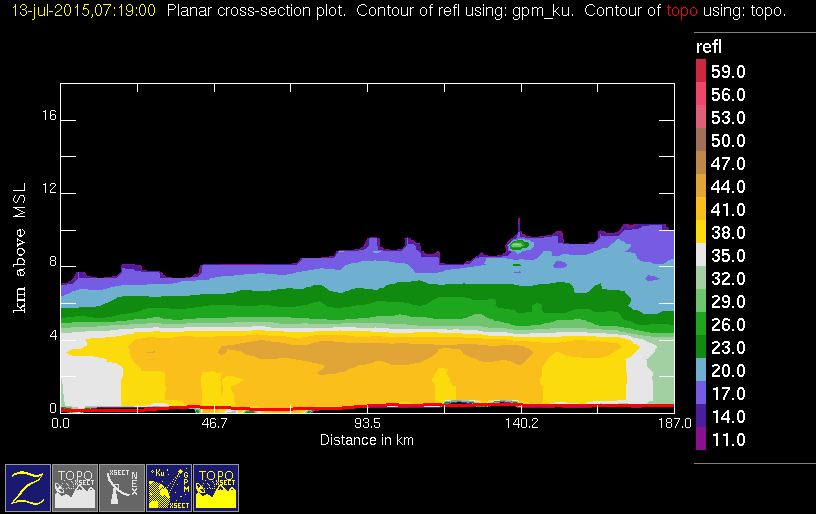 13-jul-2015,07:19:00 Planar cross-section plot. Contour of refl using: gpm_ku. Contour of topo using: topo.
refl
59.0
56.0
53.0
50.0
47.0
44.0
41.0
38.0
35.0
32.0
29.0
26.0
23.0
20.0
17.0
14.0
11.0
km above MSL
16
12
8
4
0
0.0 46.7 93.5 140.2 187.0
Distance in km
Z
TOPO XSECT
XSECT NEX
"Ku" GPM XSECT
TOPO XSECT